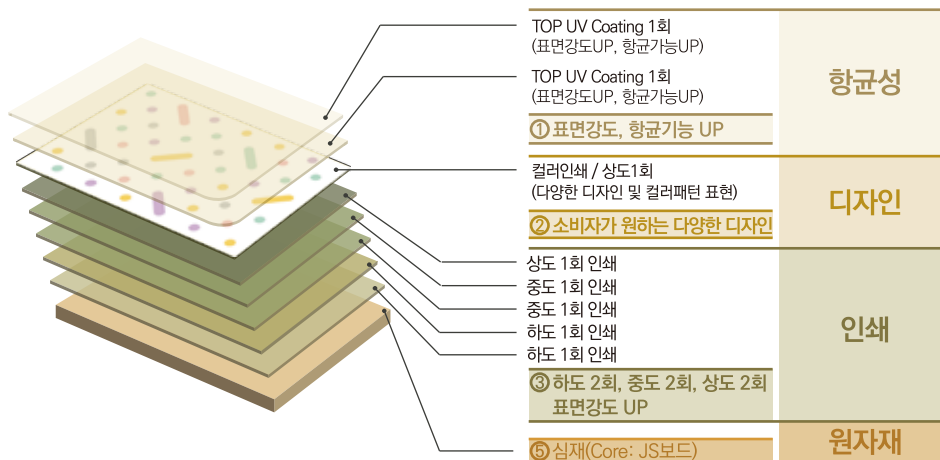 TOP UV Coating 1회
(표면강도UP, 항균가능UP)
TOP UV Coating 1회
(표면강도UP, 항균가능UP)
① 표면강도, 항균기능 UP
항균성
컬러인쇄 / 상도1회
(다양한 디자인 및 컬러패턴 표현)
② 소비자가 원하는 다양한 디자인
디자인
상도 1회 인쇄
중도 1회 인쇄
중도 1회 인쇄
하도 1회 인쇄
하도 1회 인쇄
③ 하도 2회, 중도 2회, 상도 2회
표면강도 UP
인쇄
⑤ 심재(Core: JS보드)
원자재